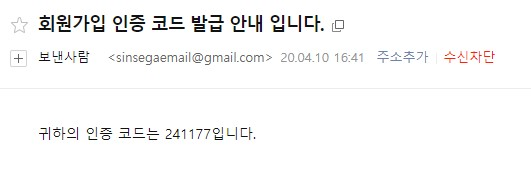 회원가입 인증 코드 발급 안내 입니다.
보낸사람 <sinsegaemail@gmail.com> 20.04.10 16:41 주소추가 수신차단
귀하의 인증 코드는 241177입니다.